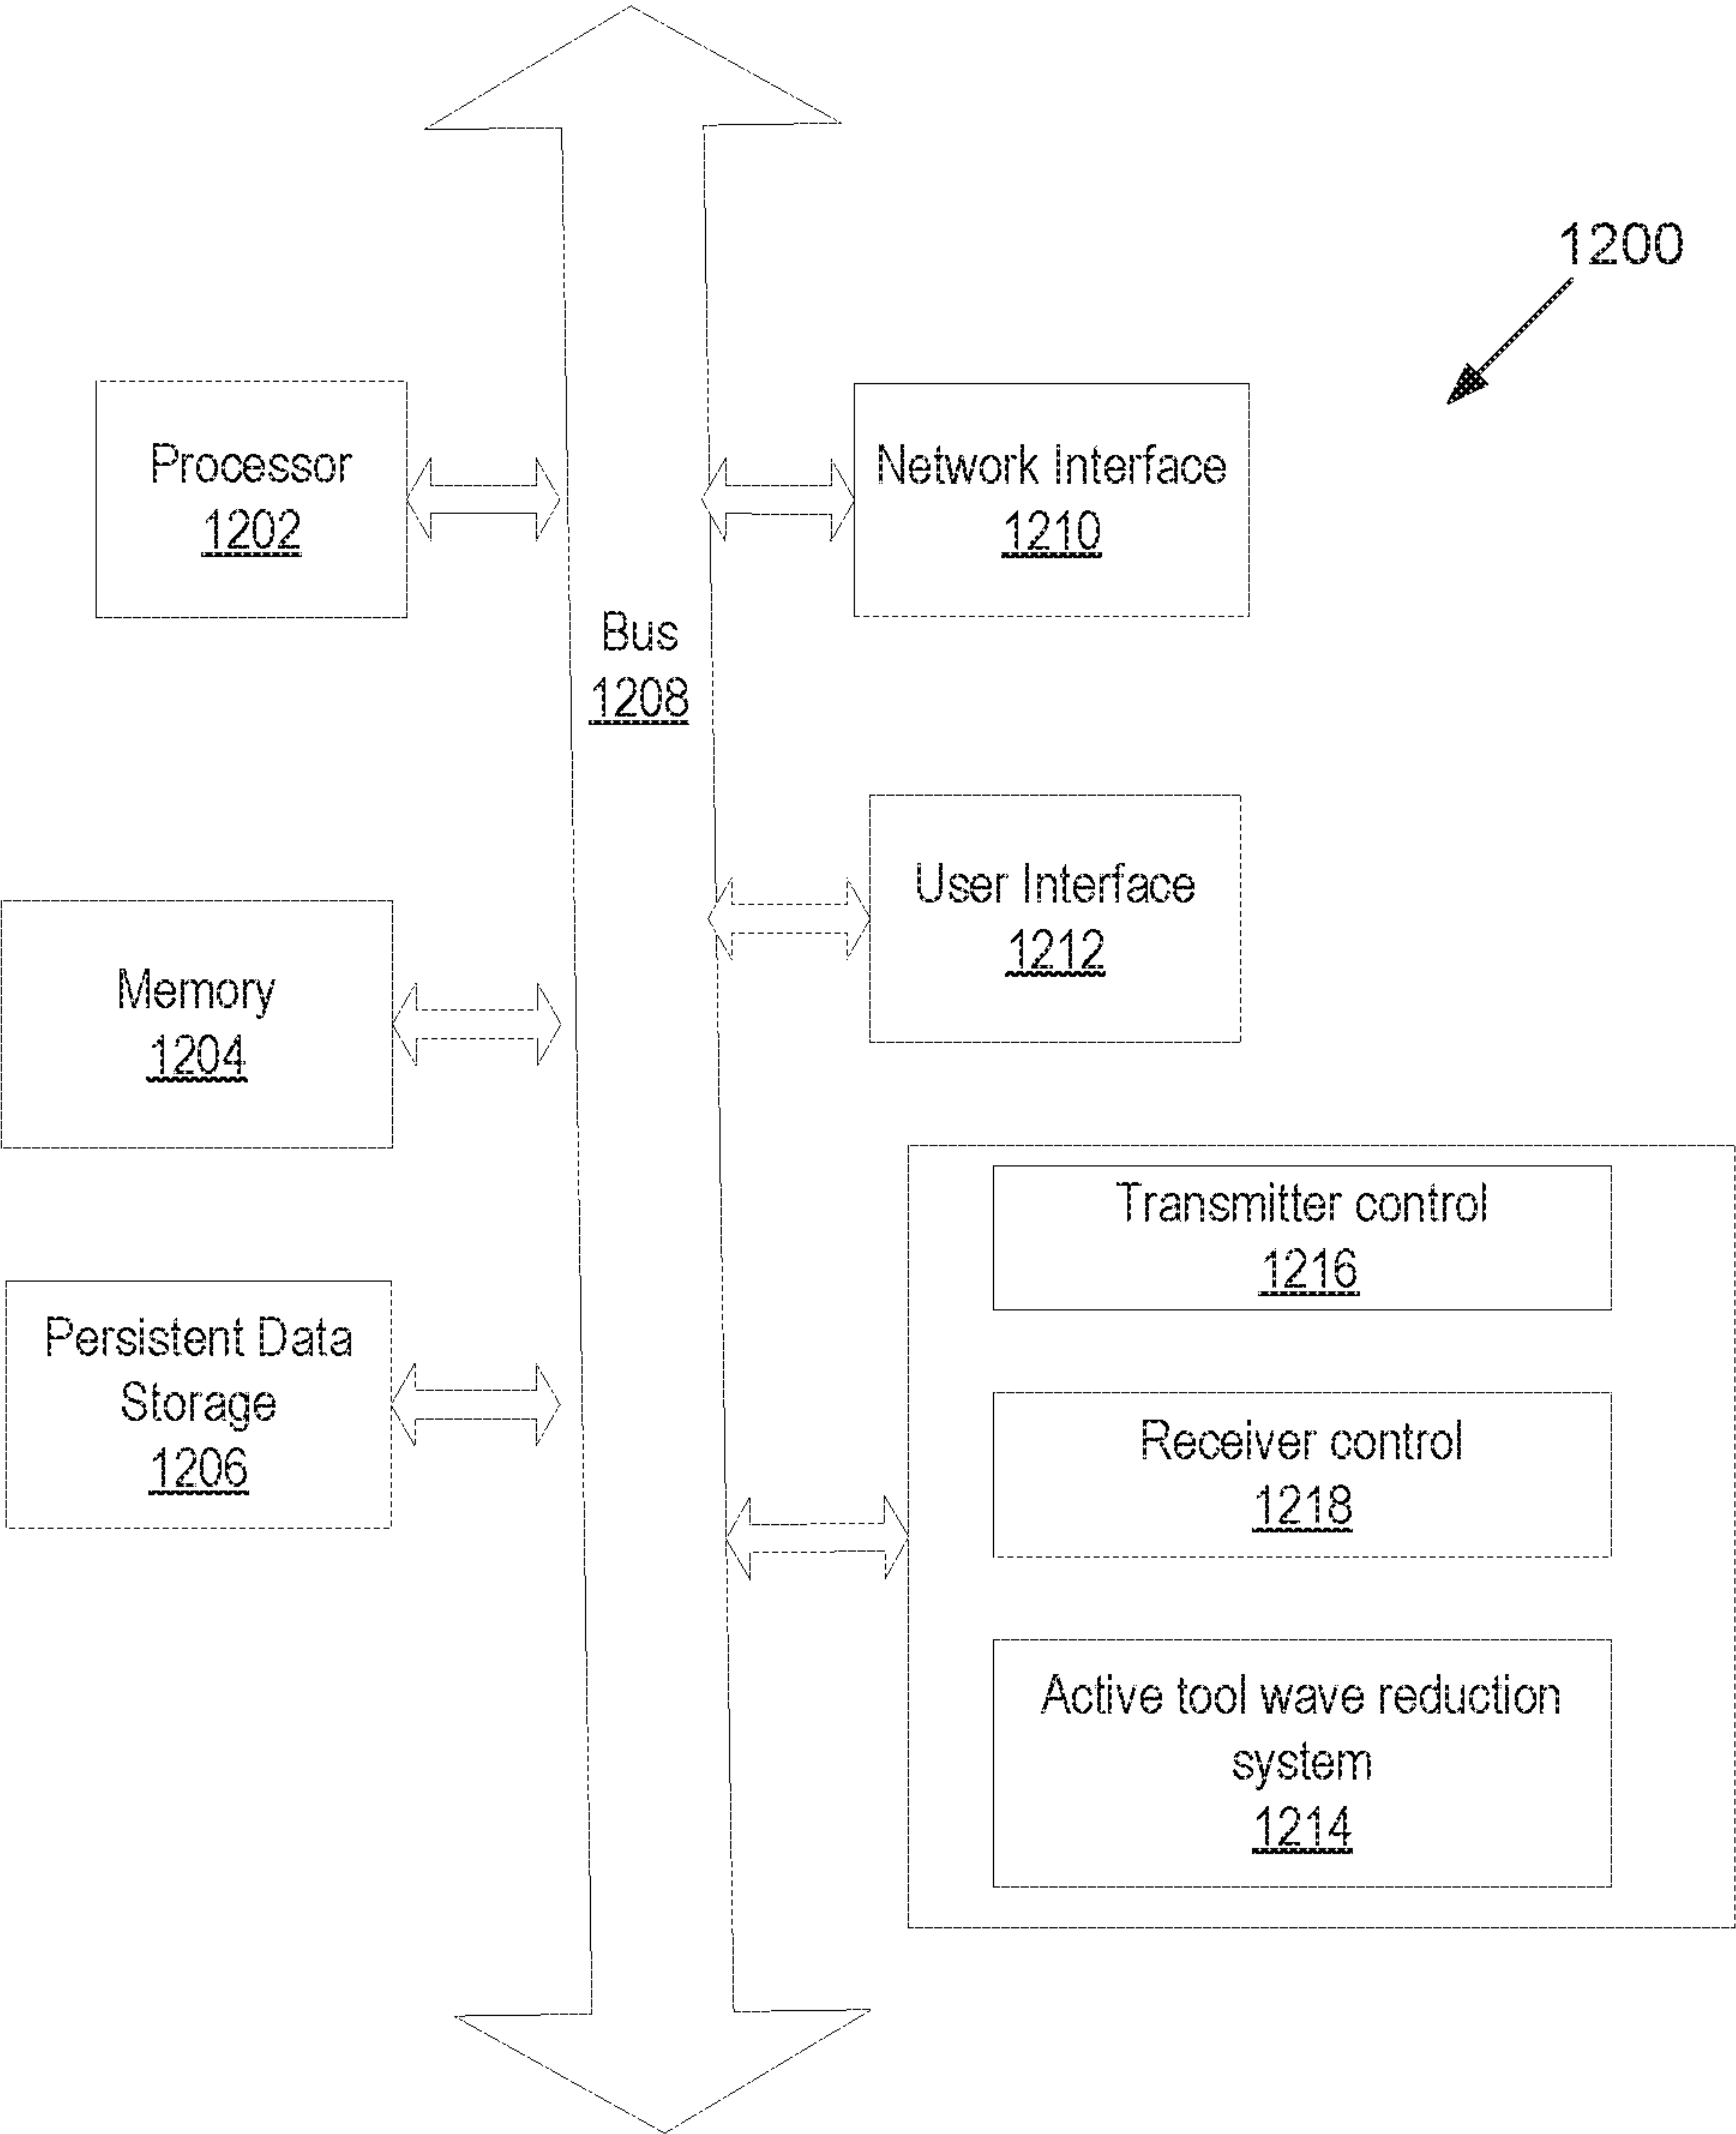 1200
Processor
1202
Network Interface
1210
Bus
1208
User Interface
1212
Memory
1204
Transmitter control
1216
Persistent Data
Storage
1206
Receiver control
1218
Active tool wave reduction
system
1214